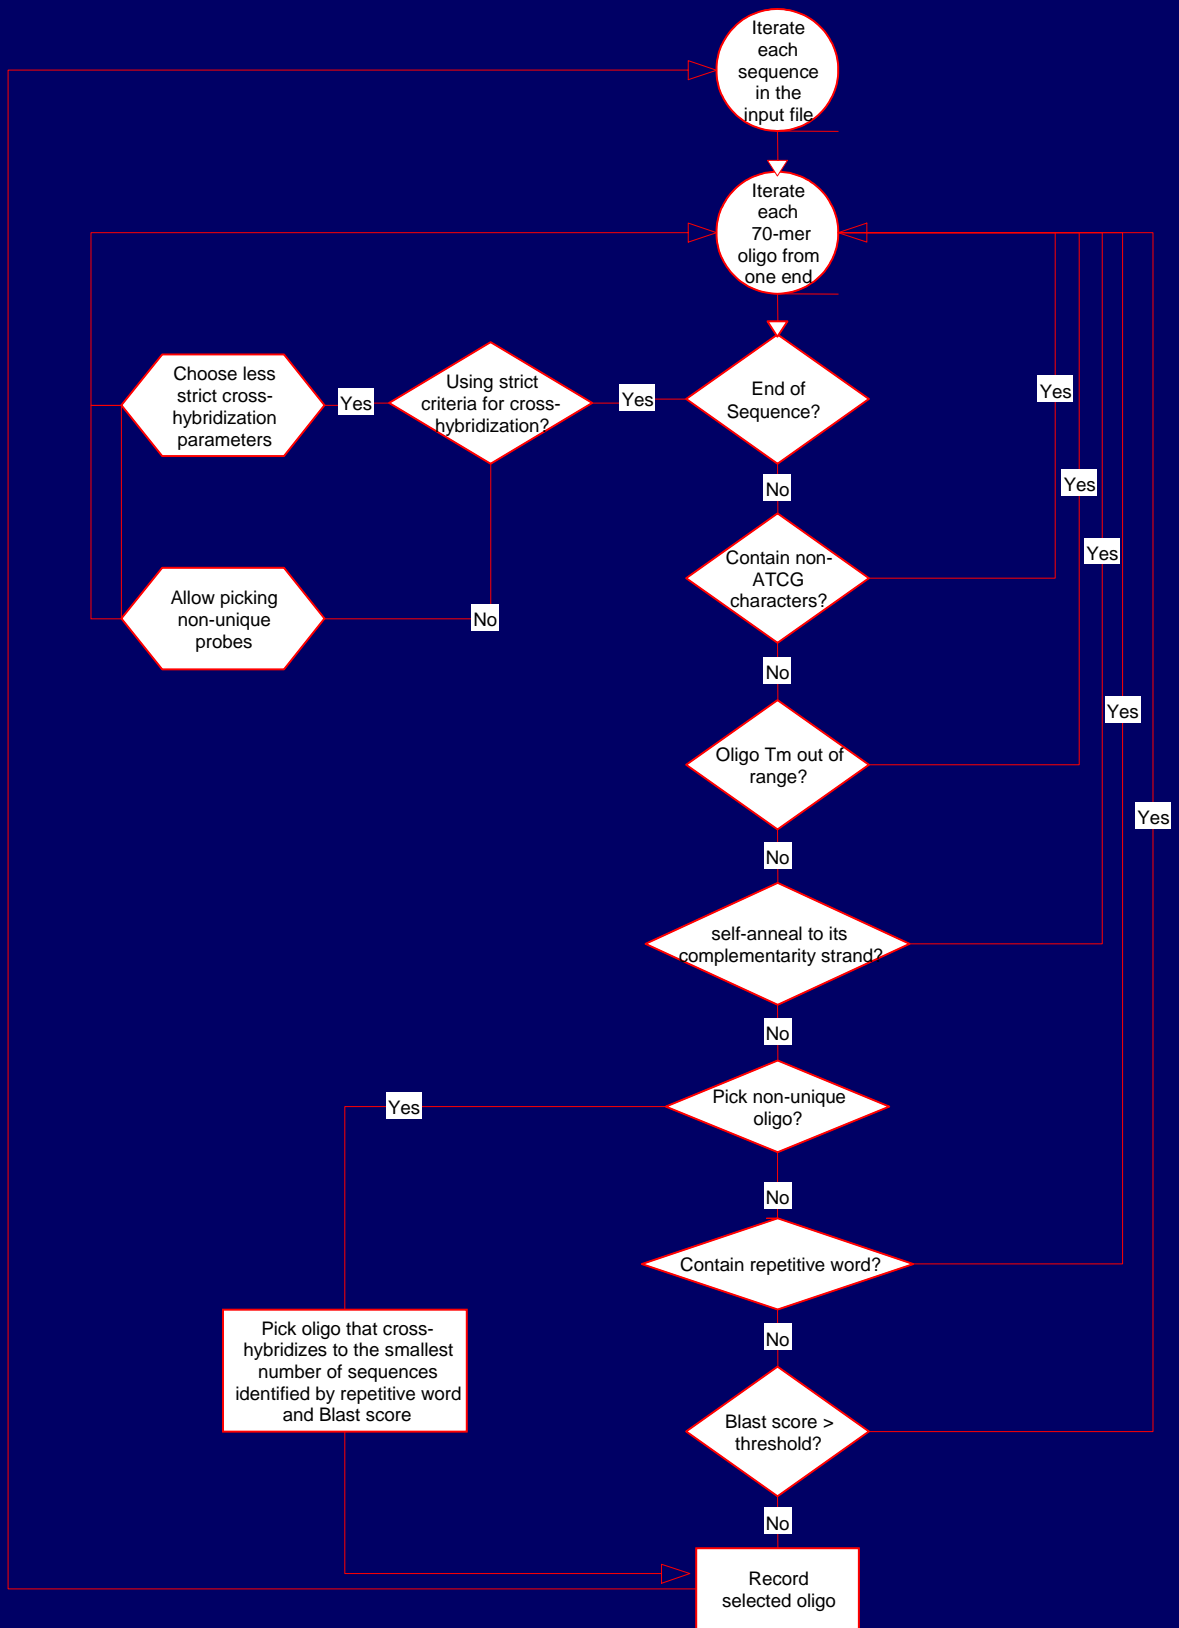 Iterate
each
sequence
in the
input file
Iterate
each
70-mer
oligo from
one end
End of
Sequence?
Yes
Using strict
criteria for cross-
hybridization?
Yes
Choose less
strict cross-
hybridization
parameters
No
Allow picking
non-unique
probes
No
Contain non-
ATCG
characters?
Yes
No
Oligo Tm out of
range?
Yes
No
self-anneal to its
complementarity strand?
Yes
No
Pick non-unique
oligo?
Yes
Pick oligo that cross-
hybridizes to the smallest
number of sequences
identified by repetitive word
and Blast score
No
Contain repetitive word?
Yes
No
Blast score >
threshold?
Yes
No
Record
selected oligo